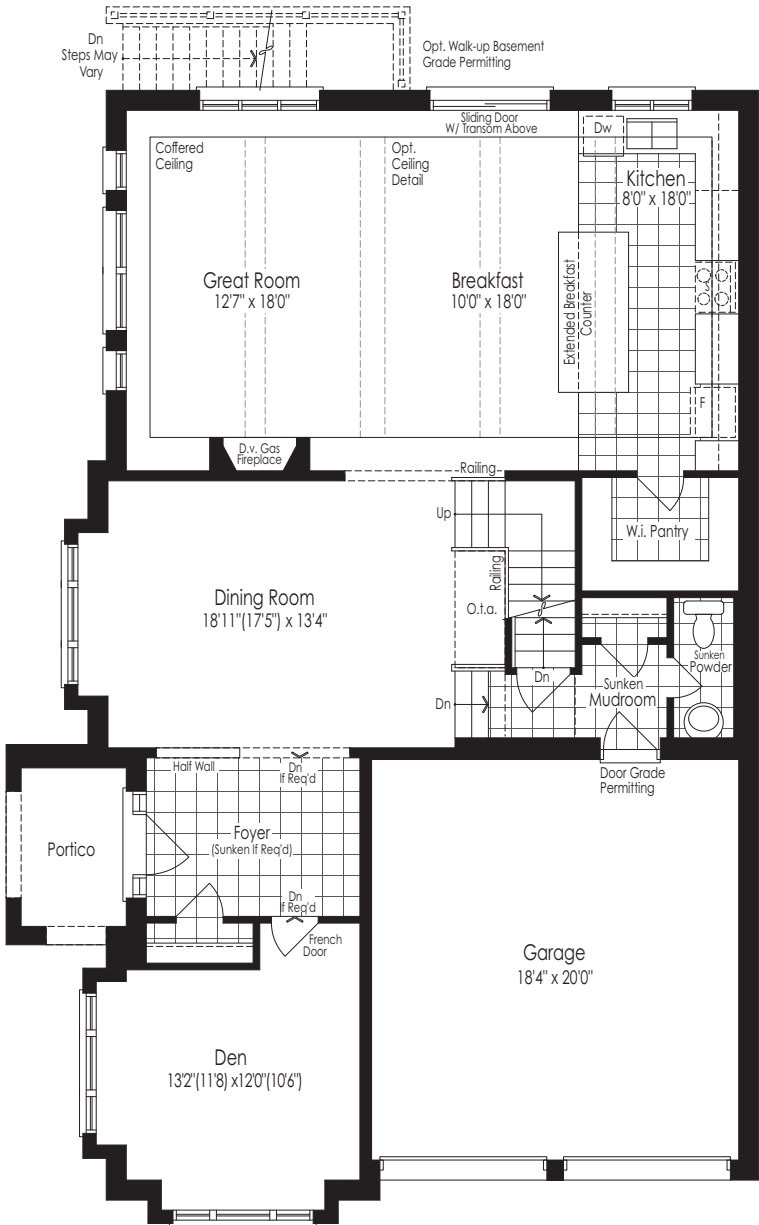 Dn
Steps May
Vary
Opt. Walk-up Basement
Grade Permitting
Sliding Door
W/ Transom Above
Dw
Coffered
Ceiling
Opt.
Ceiling
Detail
Kitchen
8'0" x 18'0"
Great Room
12'7" x 18'0"
Breakfast
10'0" x 18'0"
Extended Breakfast
Counter
F
D.v. Gas
Fireplace
Railing
Up
W.i. Pantry
Railing
Dining Room
18'11"(17'5") x 13'4"
O.t.a.
Sunken
Powder
Dn
Sunken
Mudroom
Dn
Half Wall
Dn
If Req'd
Door Grade
Permitting
Portico
Foyer
(Sunken If Req'd)
Dn
If Req'd
French
Door
Garage
18'4" x 20'0"
Den
13'2"(11'8) x12'0"(10'6")